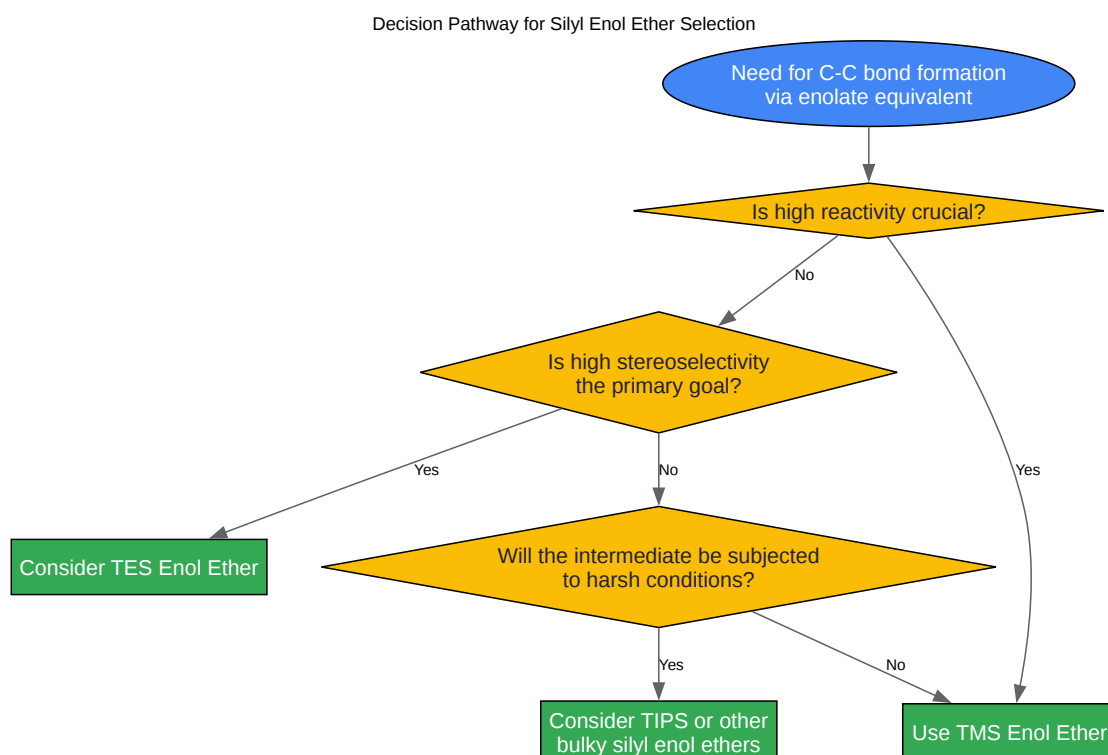 Decision Pathway for Silyl Enol Ether Selection
Need for C-C bond formation
via enolate equivalent
Is high reactivity crucial?
No
Yes
Is high stereoselectivity
the primary goal?
Yes
No
Consider TES Enol Ether
Will the intermediate be subjected
to harsh conditions?
Yes
No
Consider TIPS or other
bulky silyl enol ethers
Use TMS Enol Ether